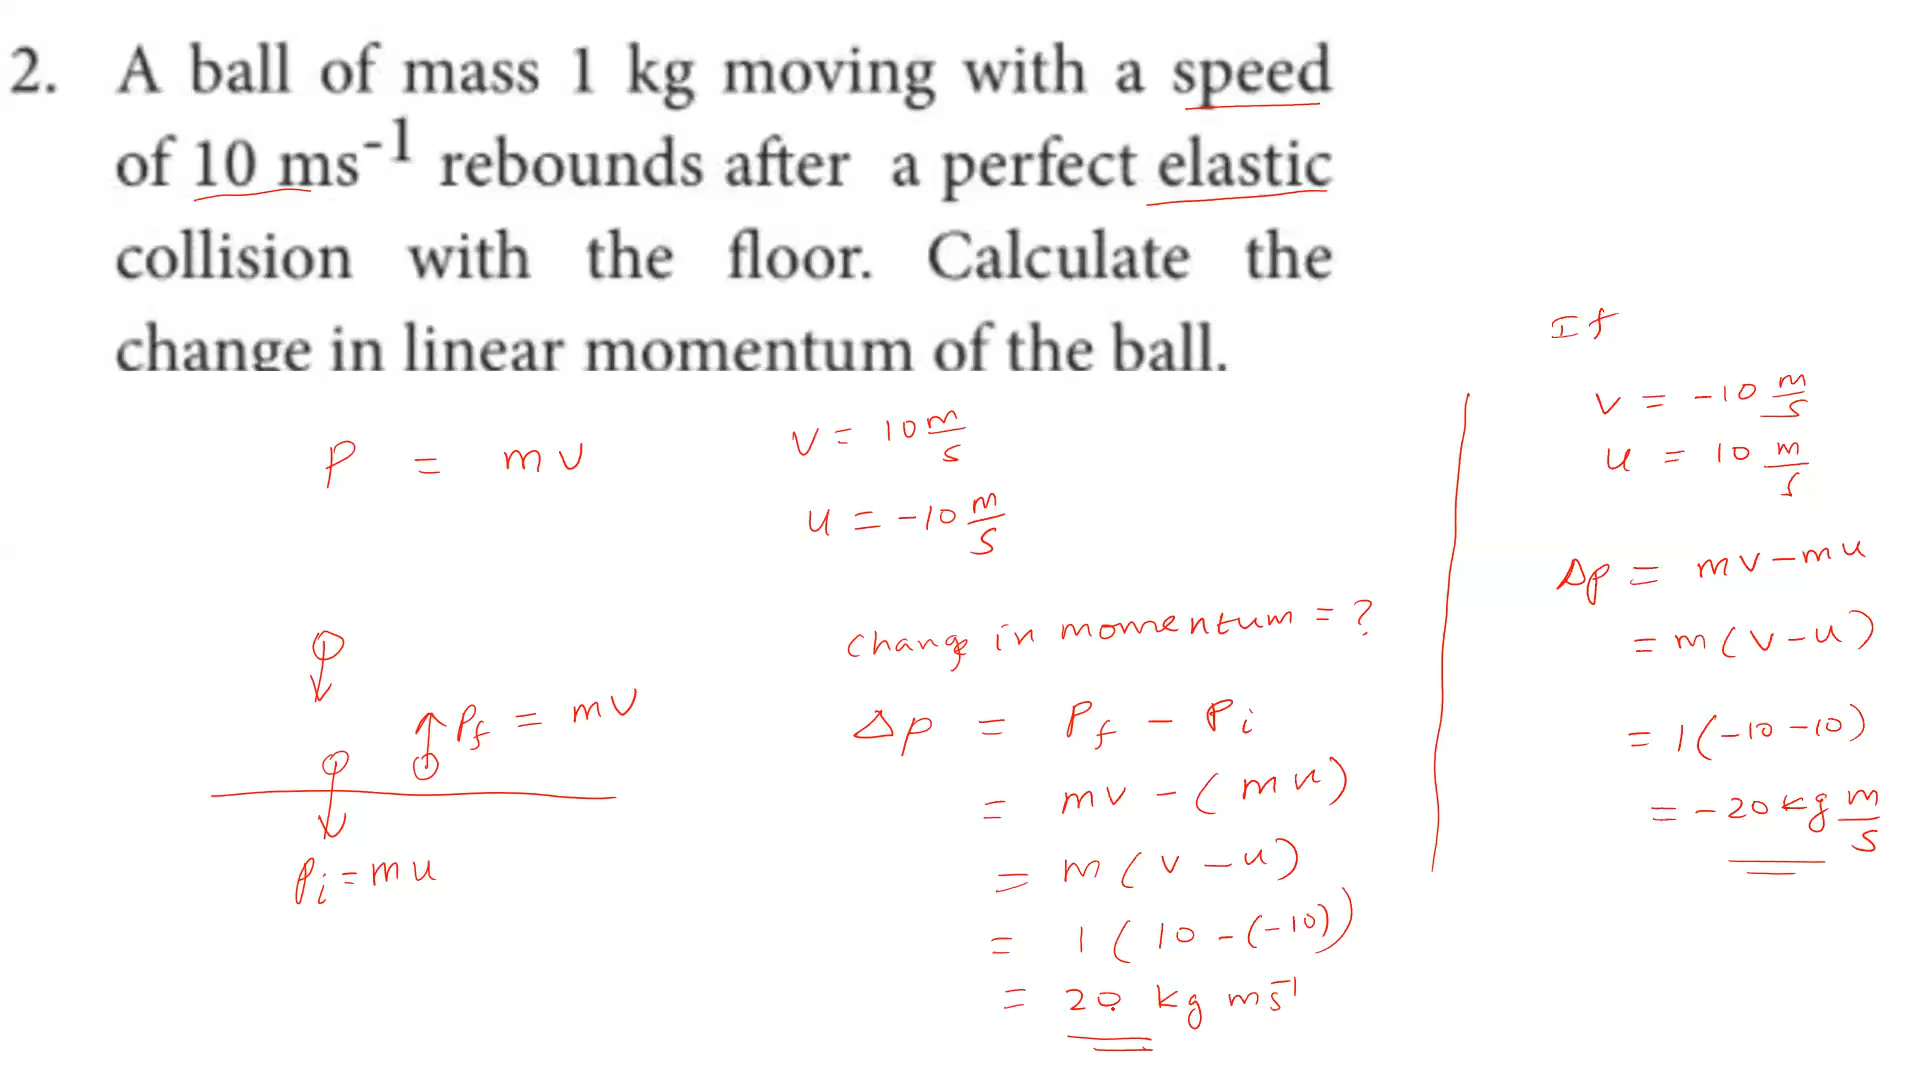 2. A ball of mass 1 kg moving with a speed
of 10 ms⁻¹ rebounds after a perfect elastic
collision with the floor. Calculate the
change in linear momentum of the ball.
P = mv
v = 10 m/s
u = -10 m/s
Pf = mv
Pi = mu
change in momentum = ?
Δp = Pf - Pi
= mv - (mu)
= m(v - u)
= 1(10 - (-10))
= 20 kg ms⁻¹
If
v = -10 m/s
u = 10 m/s
Δp = mv - mu
= m(v - u)
= 1(-10 - 10)
= -20 kg m/s